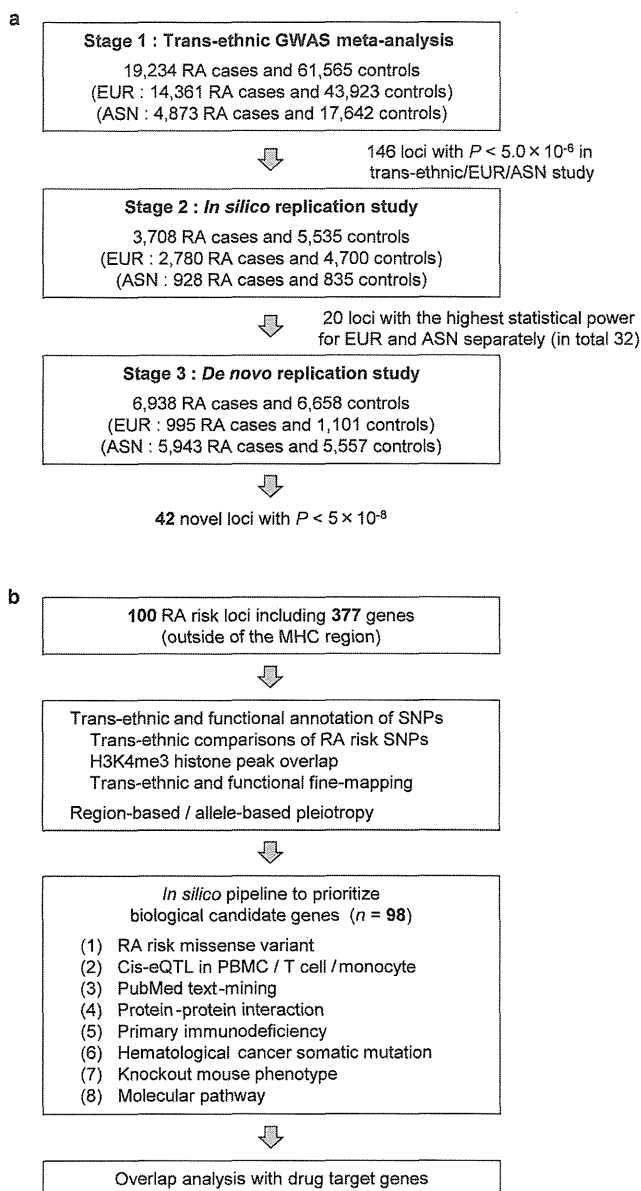 a
Stage 1 : Trans-ethnic GWAS meta-analysis
19,234 RA cases and 61,565 controls
(EUR : 14,361 RA cases and 43,923 controls)
(ASN : 4,873 RA cases and 17,642 controls)
146 loci with P < 5.0 × 10⁻⁶ in
trans-ethnic/EUR/ASN study
Stage 2 : In silico replication study
3,708 RA cases and 5,535 controls
(EUR : 2,780 RA cases and 4,700 controls)
(ASN : 928 RA cases and 835 controls)
20 loci with the highest statistical power
for EUR and ASN separately (in total 32)
Stage 3 : De novo replication study
6,938 RA cases and 6,658 controls
(EUR : 995 RA cases and 1,101 controls)
(ASN : 5,943 RA cases and 5,557 controls)
42 novel loci with P < 5 × 10⁻⁸
b
100 RA risk loci including 377 genes
(outside of the MHC region)
Trans-ethnic and functional annotation of SNPs
Trans-ethnic comparisons of RA risk SNPs
H3K4me3 histone peak overlap
Trans-ethnic and functional fine-mapping
Region-based / allele-based pleiotropy
In silico pipeline to prioritize
biological candidate genes (n = 98)
(1) RA risk missense variant
(2) Cis-eQTL in PBMC / T cell / monocyte
(3) PubMed text-mining
(4) Protein-protein interaction
(5) Primary immunodeficiency
(6) Hematological cancer somatic mutation
(7) Knockout mouse phenotype
(8) Molecular pathway
Overlap analysis with drug target genes